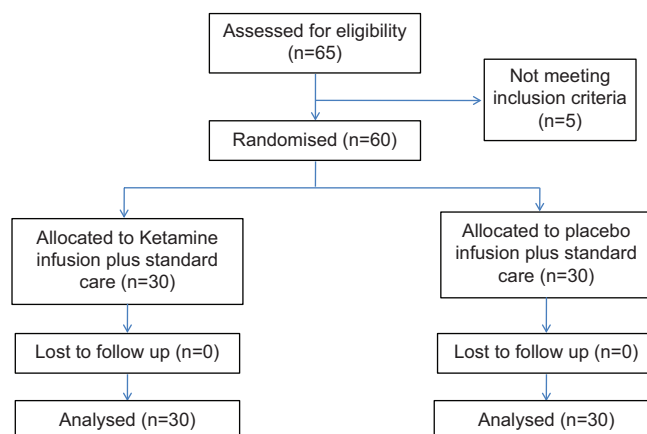 Assessed for eligibility
(n=65)
Not meeting
inclusion criteria
(n=5)
Randomised (n=60)
Allocated to Ketamine
infusion plus standard
care (n=30)
Allocated to placebo
infusion plus standard
care (n=30)
Lost to follow up (n=0)
Lost to follow up (n=0)
Analysed (n=30)
Analysed (n=30)